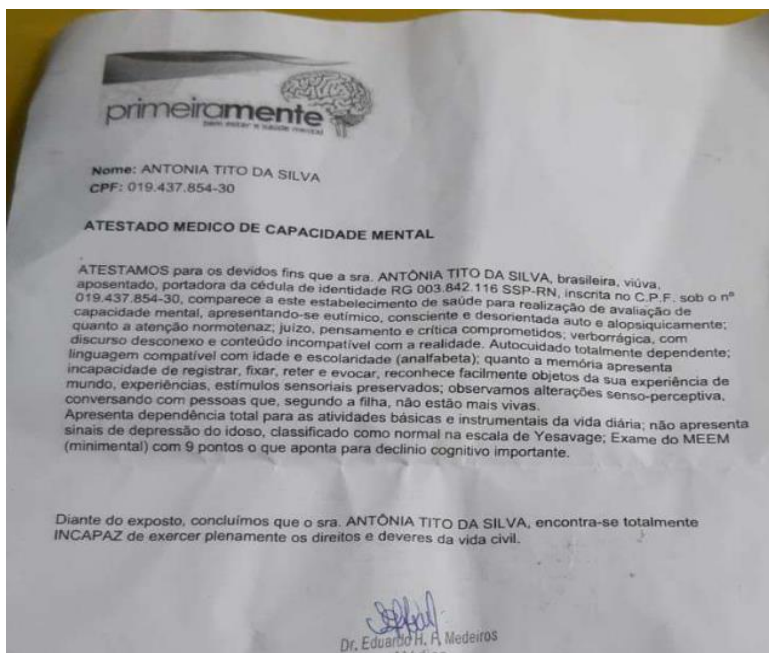 primeiramente
bem estar e saúde mental
Nome: ANTONIA TITO DA SILVA
CPF: 019.437.854-30
ATESTADO MEDICO DE CAPACIDADE MENTAL
ATESTAMOS para os devidos fins que a sra. ANTÔNIA TITO DA SILVA, brasileira, viúva,
aposentado, portadora da cédula de identidade RG 003.842.116 SSP-RN, inscrita no C.P.F. sob o nº
019.437.854-30, comparece a este estabelecimento de saúde para realização de avaliação de
capacidade mental, apresentando-se eutímico, consciente e desorientada auto e alopsiquicamente;
quanto a atenção normotenaz; juízo, pensamento e crítica comprometidos; verborrágica, com
discurso desconexo e conteúdo incompatível com a realidade. Autocuidado totalmente dependente;
linguagem compatível com idade e escolaridade (analfabeta); quanto a memória apresenta
incapacidade de registrar, fixar, reter e evocar, reconhece facilmente objetos da sua experiência de
mundo, experiências, estímulos sensoriais preservados; observamos alterações senso-perceptiva,
conversando com pessoas que, segundo a filha, não estão mais vivas.
Apresenta dependência total para as atividades básicas e instrumentais da vida diária; não apresenta
sinais de depressão do idoso, classificado como normal na escala de Yesavage; Exame do MEEM
(minimental) com 9 pontos o que aponta para declinio cognitivo importante.
Diante do exposto, concluímos que o sra. ANTÔNIA TITO DA SILVA, encontra-se totalmente
INCAPAZ de exercer plenamente os direitos e deveres da vida civil.
Dr. Eduardo H. A. Medeiros